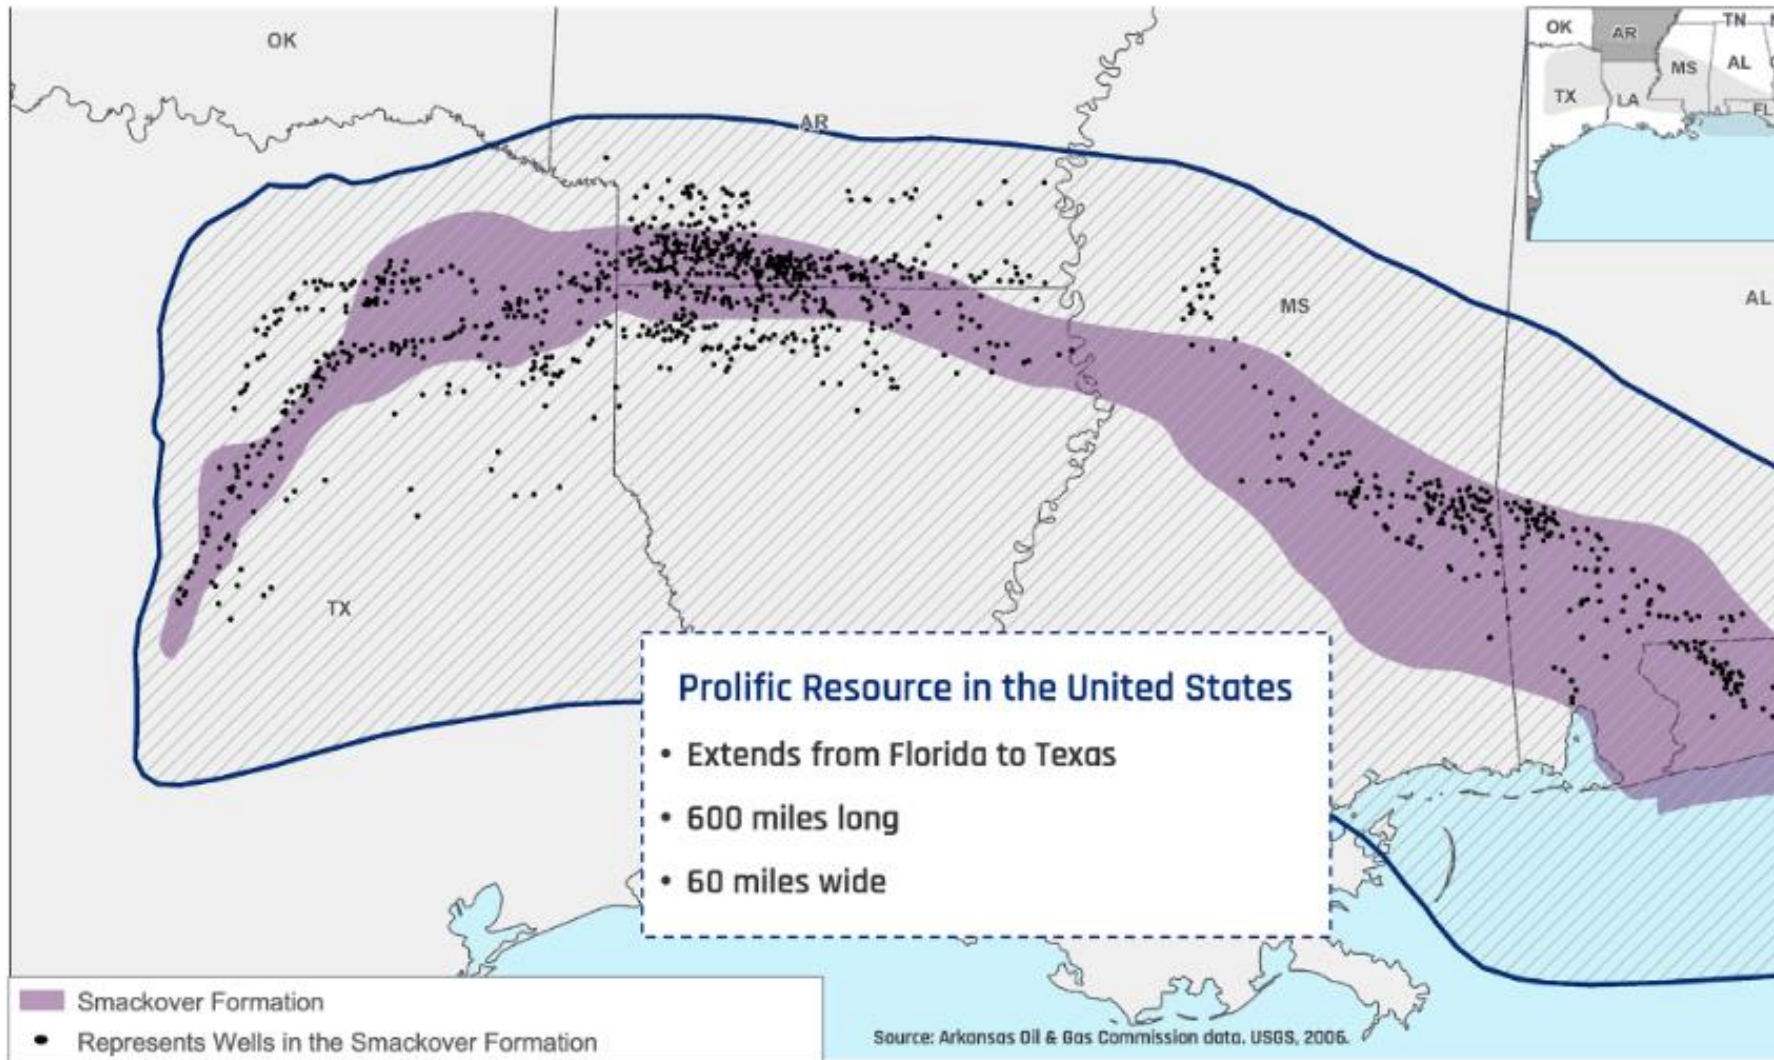 OK
AR
MS
AL
TX
OK
AR
TN
MS
AL
TX
LA
FL
Prolific Resource in the United States
• Extends from Florida to Texas
• 600 miles long
• 60 miles wide
Smackover Formation
Represents Wells in the Smackover Formation
Source: Arkansas Oil & Gas Commission data. USGS, 2006.